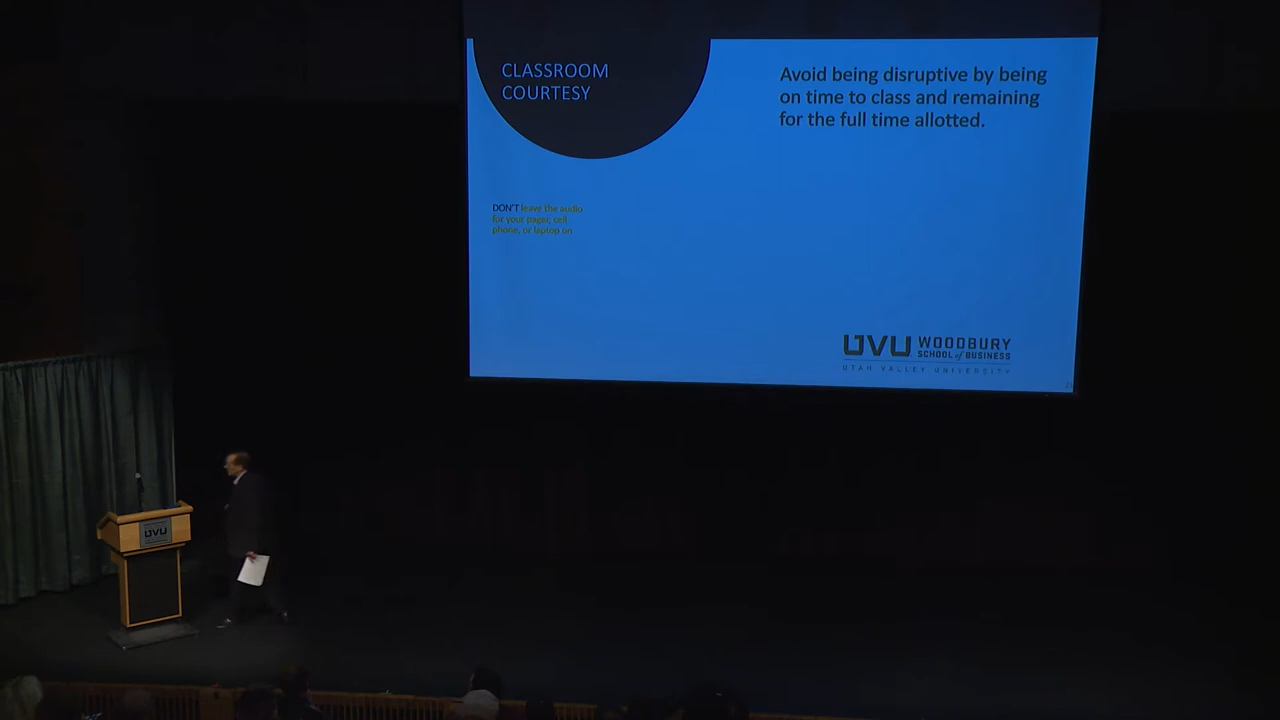 CLASSROOM
COURTESY
Avoid being disruptive by being
on time to class and remaining
for the full time allotted.
DON'T leave the audio
for your pager, cell
phone, or laptop on
UVU WOODBURY
SCHOOL of BUSINESS
UTAH VALLEY UNIVERSITY
UVU